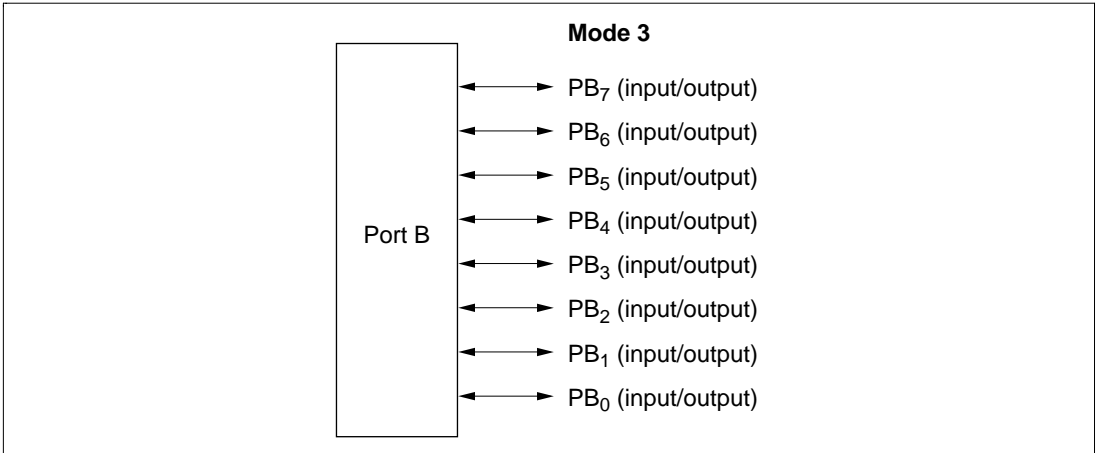 Mode 3
PB7 (input/output)
PB6 (input/output)
PB5 (input/output)
PB4 (input/output)
Port B
PB3 (input/output)
PB2 (input/output)
PB1 (input/output)
PB0 (input/output)